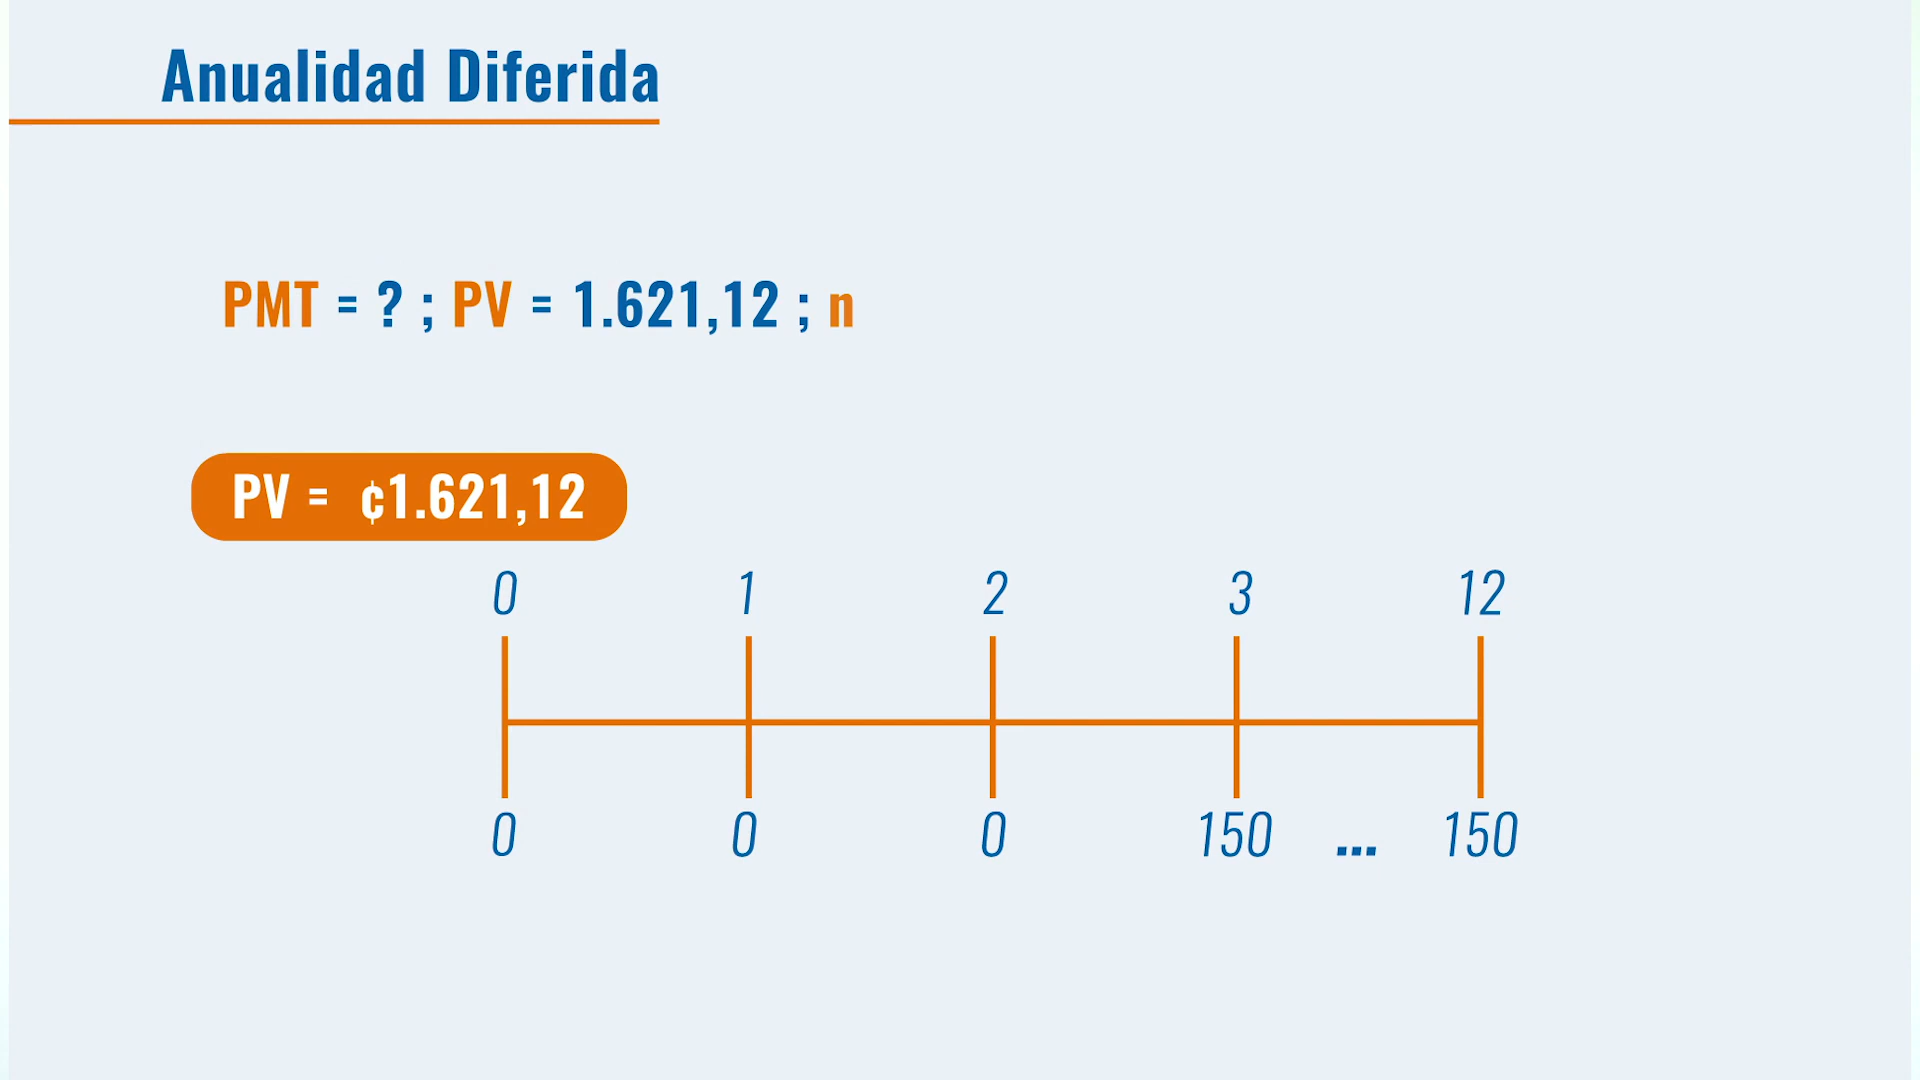 Anualidad Diferida
PMT = ? ; PV = 1.621,12 ; n
PV = ¢1.621,12
0 1 2 3 12
0 0 0 150 ... 150